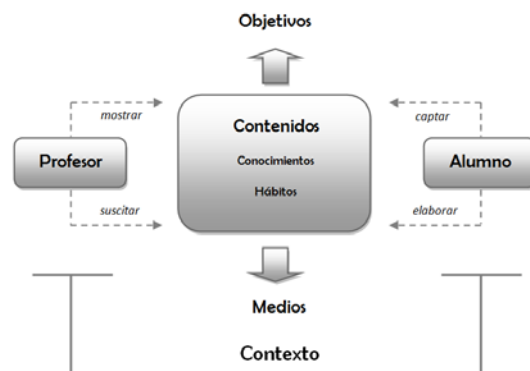 Objetivos
mostrar
captar
Contenidos
Profesor
Conocimientos
Alumno
Hábitos
suscitar
elaborar
Medios
Contexto